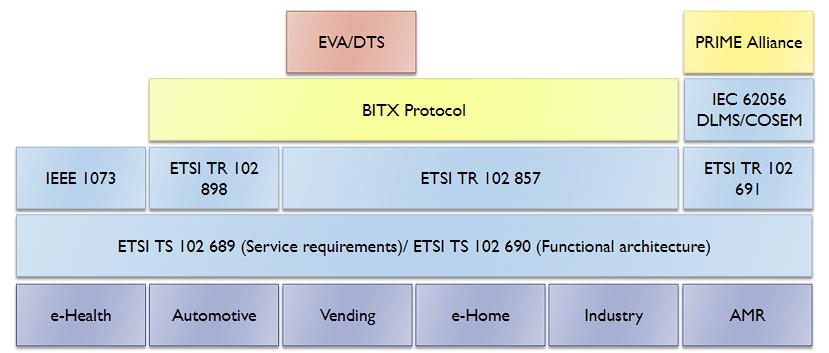 EVA/DTS
PRIME Alliance
BITX Protocol
IEC 62056
DLMS/COSEM
IEEE 1073
ETSI TR 102
898
ETSI TR 102 857
ETSI TR 102
691
ETSI TS 102 689 (Service requirements)/ ETSI TS 102 690 (Functional architecture)
e-Health
Automotive
Vending
e-Home
Industry
AMR